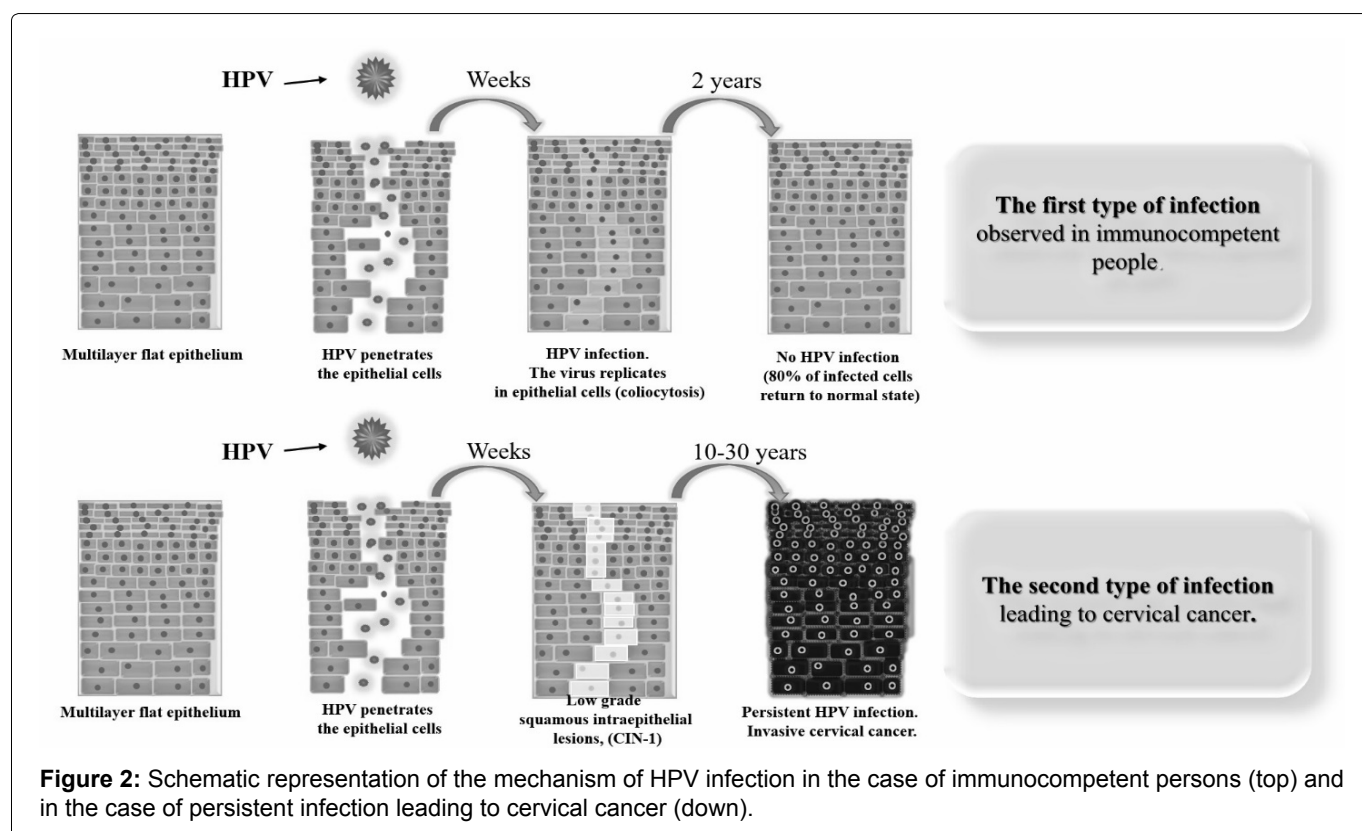 HPV
Weeks
2 years
Multilayer flat epithelium
HPV penetrates
the epithelial cells
HPV infection.
The virus replicates
in epithelial cells (coliocytosis)
No HPV infection
(80% of infected cells
return to normal state)
The first type of infection
observed in immunocompetent
people.
HPV
Weeks
10-30 years
Multilayer flat epithelium
HPV penetrates
the epithelial cells
Low grade
squamous intraepithelial
lesions, (CIN-1)
Persistent HPV infection.
Invasive cervical cancer.
The second type of infection
leading to cervical cancer.
Figure 2: Schematic representation of the mechanism of HPV infection in the case of immunocompetent persons (top) and
in the case of persistent infection leading to cervical cancer (down).